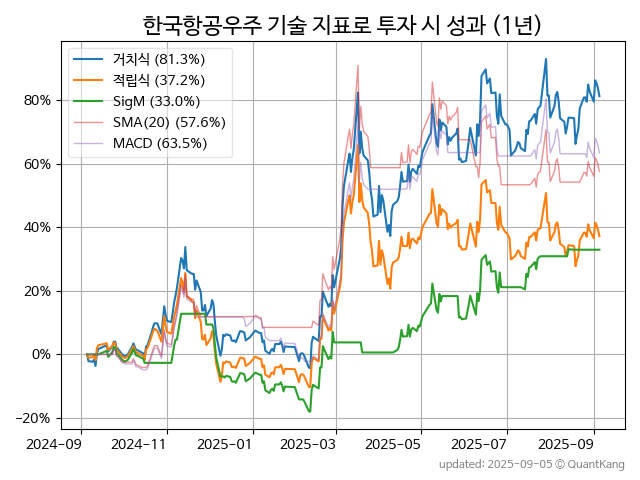 한국항공우주 기술 지표로 투자 시 성과 (1년)
거치식 (81.3%)
적립식 (37.2%)
SigM (33.0%)
SMA(20) (57.6%)
MACD (63.5%)
80%
60%
40%
20%
0%
−20%
2024-09 2024-11 2025-01 2025-03 2025-05 2025-07 2025-09
updated: 2025-09-05 © QuantKang